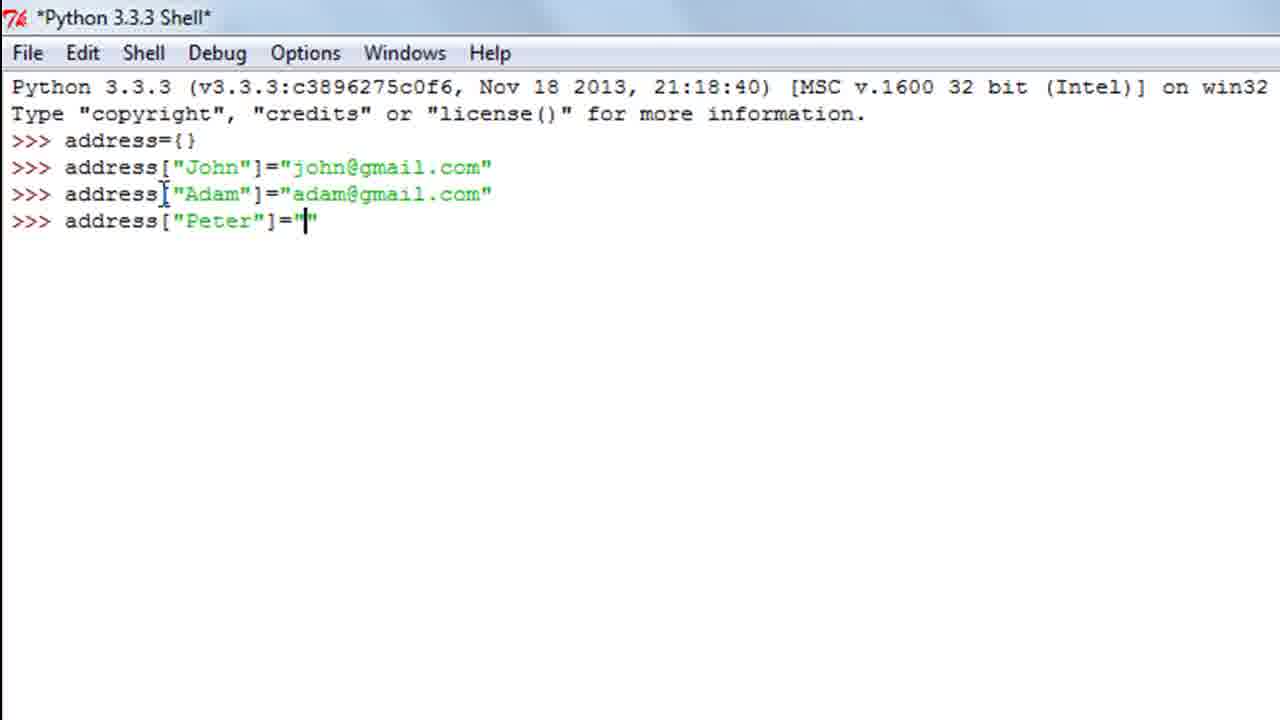 *Python 3.3.3 Shell*
File Edit Shell Debug Options Windows Help
Python 3.3.3 (v3.3.3:c3896275c0f6, Nov 18 2013, 21:18:40) [MSC v.1600 32 bit (Intel)] on win32
Type "copyright", "credits" or "license()" for more information.
>>> address={}
>>> address["John"]="john@gmail.com"
>>> address["Adam"]="adam@gmail.com"
>>> address["Peter"]=""